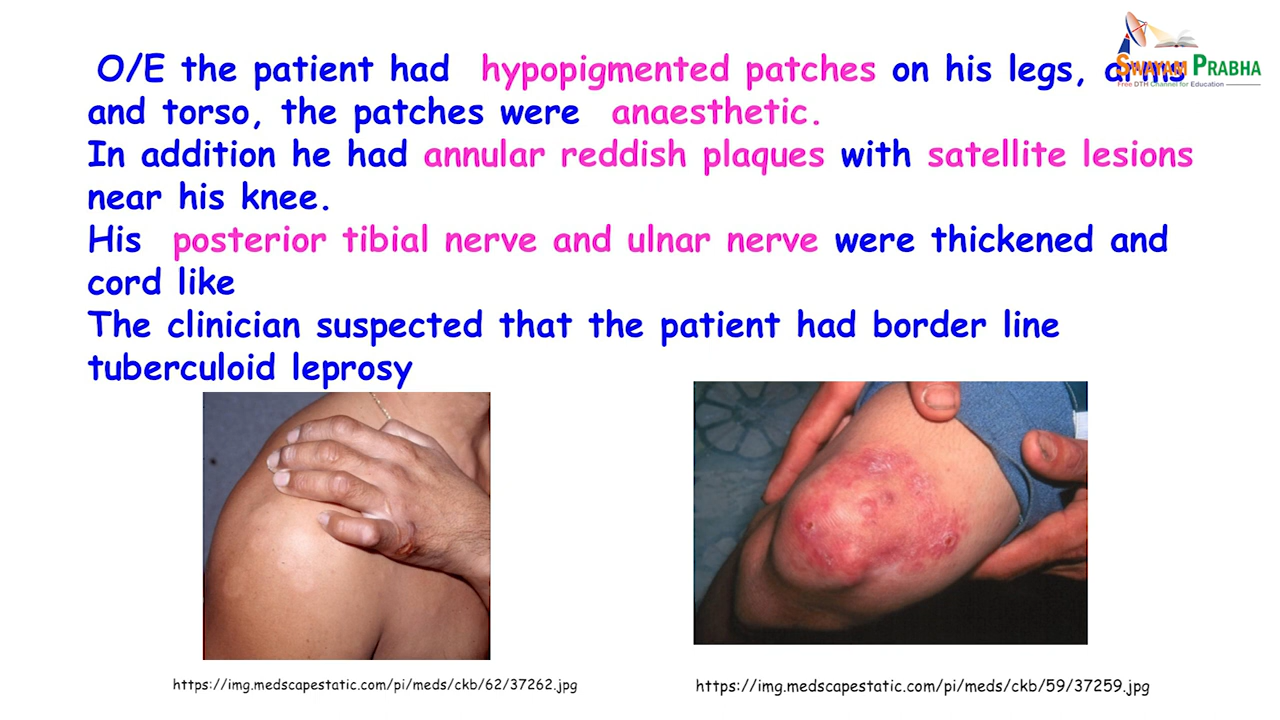 O/E the patient had hypopigmented patches on his legs, arms
and torso, the patches were anaesthetic.
In addition he had annular reddish plaques with satellite lesions
near his knee.
His posterior tibial nerve and ulnar nerve were thickened and
cord like
The clinician suspected that the patient had border line
tuberculoid leprosy
SWAYAM PRABHA
Free DTH Channel for Education
https://img.medscapestatic.com/pi/meds/ckb/62/37262.jpg
https://img.medscapestatic.com/pi/meds/ckb/59/37259.jpg